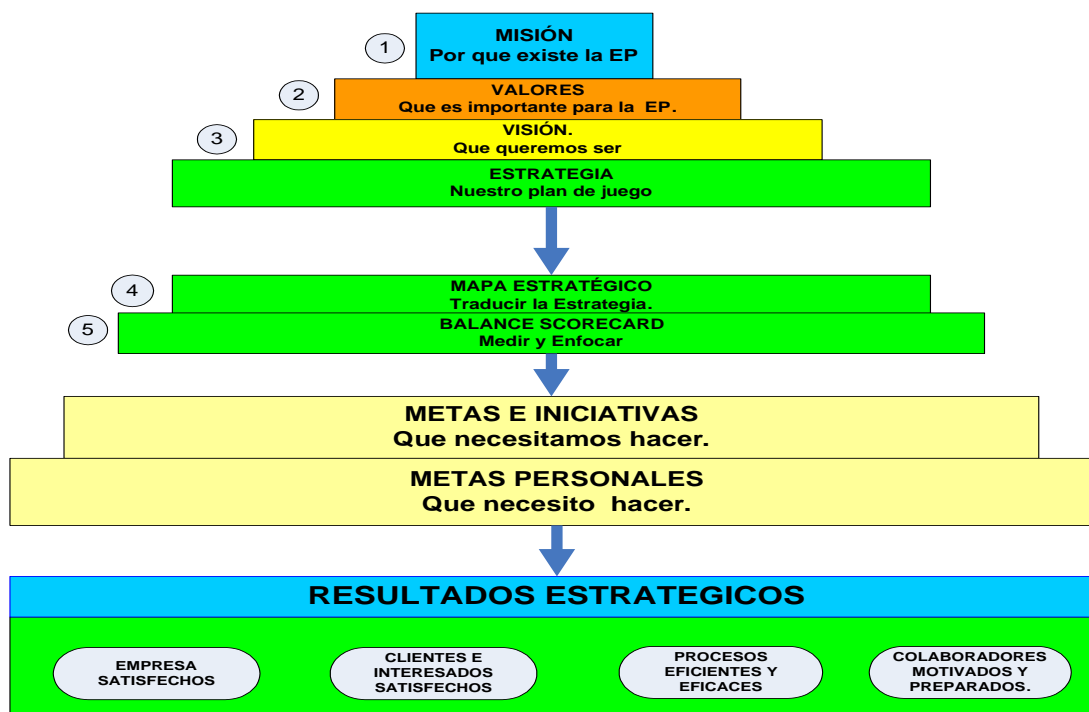 1
MISIÓN
Por que existe la EP
2
VALORES
Que es importante para la EP.
3
VISIÓN.
Que queremos ser
ESTRATEGIA
Nuestro plan de juego
4
MAPA ESTRATÉGICO
Traducir la Estrategia.
5
BALANCE SCORECARD
Medir y Enfocar
METAS E INICIATIVAS
Que necesitamos hacer.
METAS PERSONALES
Que necesito hacer.
RESULTADOS ESTRATEGICOS
EMPRESA
SATISFECHOS
CLIENTES E
INTERESADOS
SATISFECHOS
PROCESOS
EFICIENTES Y
EFICACES
COLABORADORES
MOTIVADOS Y
PREPARADOS.